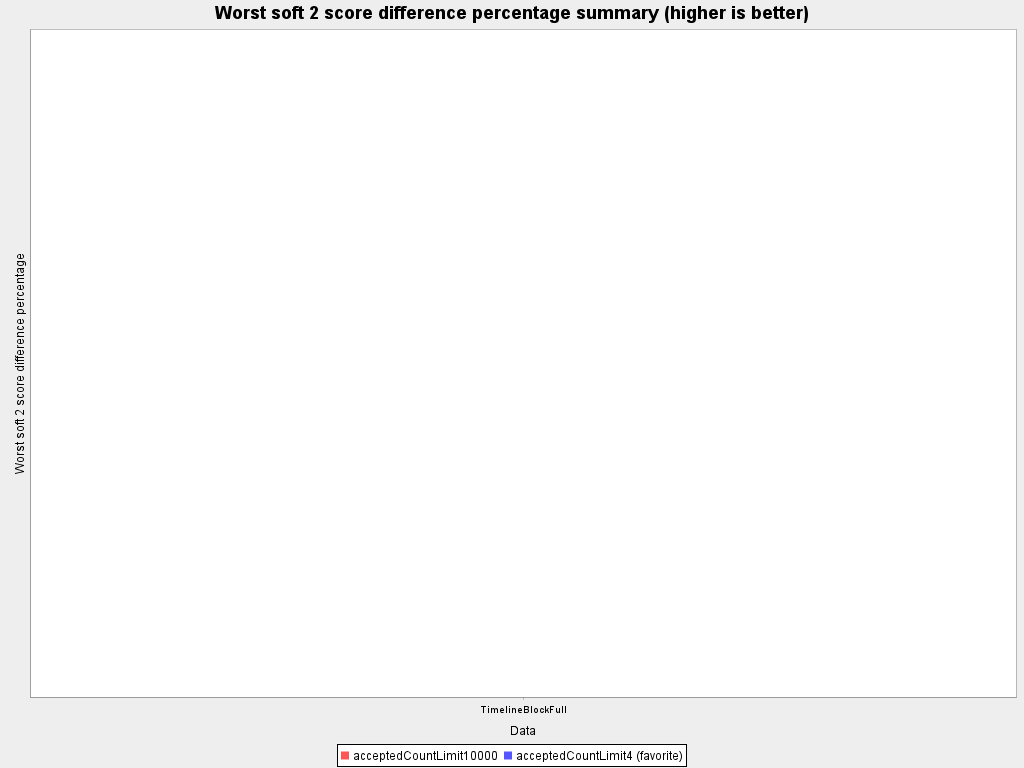 Worst soft 2 score difference percentage summary (higher is better)
Worst soft 2 score difference percentage
TimelineBlockFull
Data
acceptedCountLimit10000 acceptedCountLimit4 (favorite)